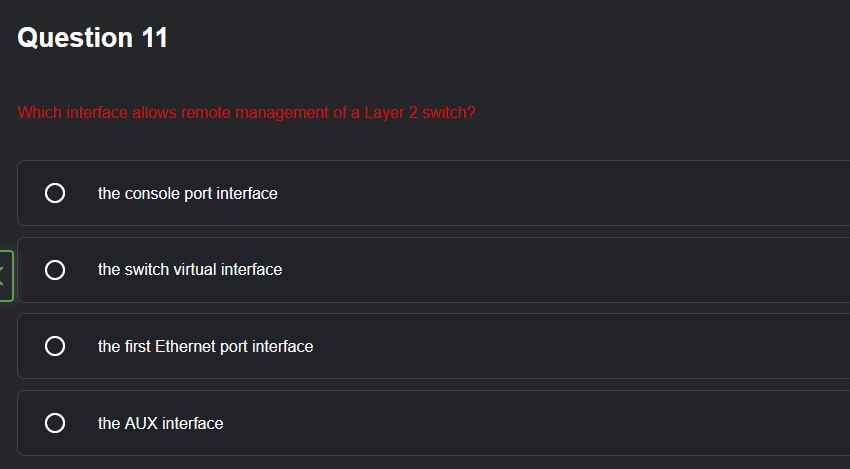 Question 11
Which interface allows remote management of a Layer 2 switch?
the console port interface
the switch virtual interface
the first Ethernet port interface
the AUX interface